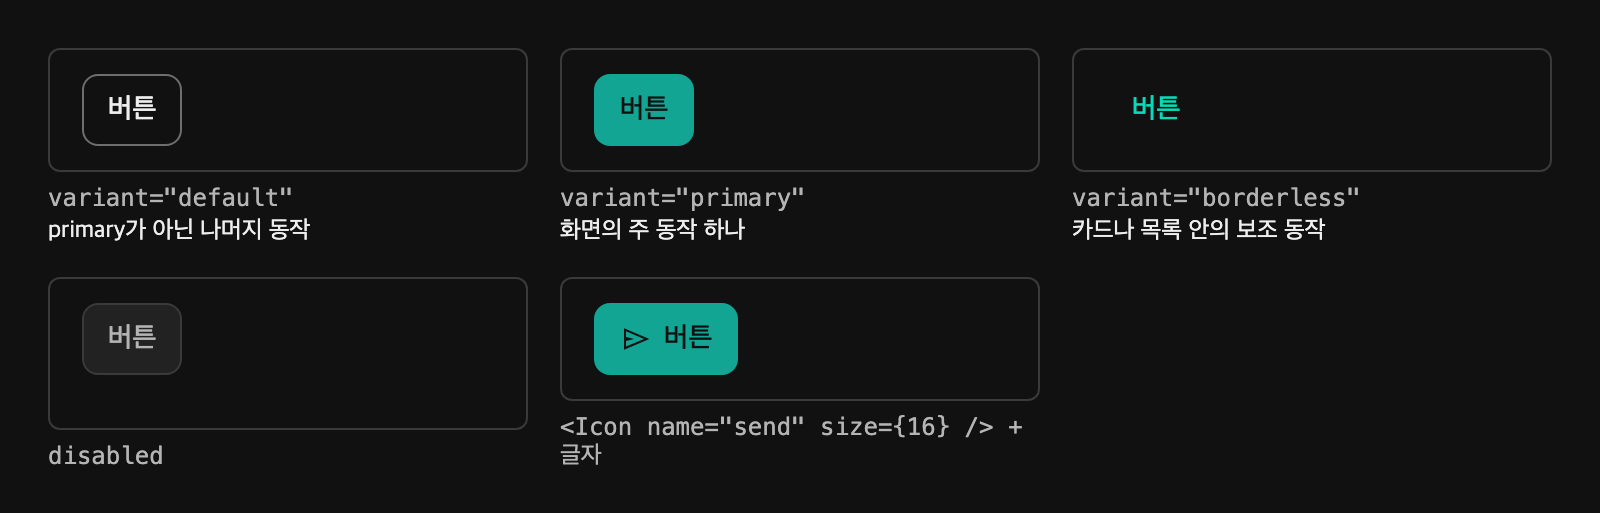 버튼
버튼
버튼
variant="default"
primary가 아닌 나머지 동작
variant="primary"
화면의 주 동작 하나
variant="borderless"
카드나 목록 안의 보조 동작
버튼
버튼
disabled
<Icon name="send" size={16} /> +
글자